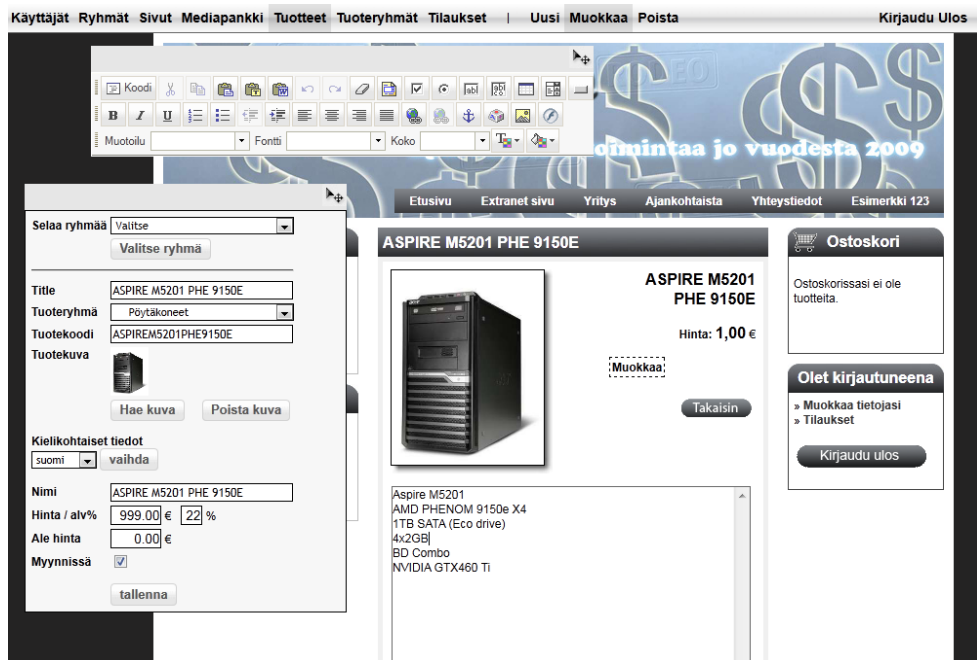 Käyttäjät Ryhmät Sivut Mediapankki Tuotteet Tuoteryhmät Tilaukset | Uusi Muokkaa Poista Kirjaudu Ulos
Koodi
B I U
Muotoilu Fontti Koko
oimintaa jo vuodesta 2009
Etusivu Extranet sivu Yritys Ajankohtaista Yhteystiedot Esimerkki 123
Selaa ryhmää Valitse
Valitse ryhmä
Title ASPIRE M5201 PHE 9150E
Tuoteryhmä Pöytäkoneet
Tuotekoodi ASPIREM5201PHE9150E
Tuotekuva
Hae kuva Poista kuva
Kielikohtaiset tiedot
suomi vaihda
Nimi ASPIRE M5201 PHE 9150E
Hinta / alv% 999.00 € 22 %
Ale hinta 0.00 €
Myynnissä
tallenna
ASPIRE M5201 PHE 9150E
ASPIRE M5201
PHE 9150E
Hinta: 1,00 €
Muokkaa
Takaisin
Aspire M5201
AMD PHENOM 9150e X4
1TB SATA (Eco drive)
4x2GB
BD Combo
NVIDIA GTX460 Ti
Ostoskori
Ostoskorissasi ei ole
tuotteita.
Olet kirjautuneena
» Muokkaa tietojasi
» Tilaukset
Kirjaudu ulos